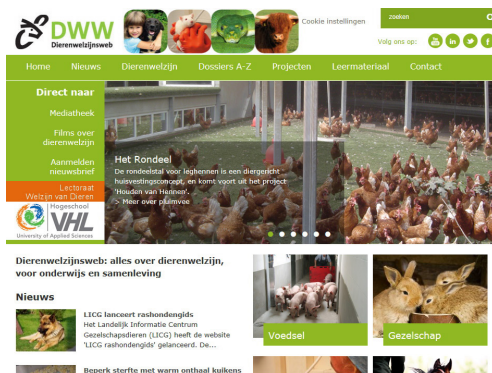 DWW
Dierenwelzijnsweb
Cookie instellingen
zoeken
Volg ons op:
Home Nieuws Dierenwelzijn Dossiers A-Z Projecten Leermateriaal Contact
Direct naar
Mediatheek
Films over
dierenwelzijn
Aanmelden
nieuwsbrief
Lectoraat
Welzijn van Dieren
Hogeschool
VHL
University of Applied Sciences
Het Rondeel
De rondeelstal voor leghennen is een diergericht
huisvestingsconcept, en komt voort uit het project
'Houden van Hennen'.
> Meer over pluimvee
Dierenwelzijnsweb: alles over dierenwelzijn,
voor onderwijs en samenleving
Nieuws
LICG lanceert rashondengids
Het Landelijk Informatie Centrum
Gezelschapsdieren (LICG) heeft de website
'LICG rashondengids' gelanceerd. De...
Beperk sterfte met warm onthaal kuikens
Voedsel
Gezelschap